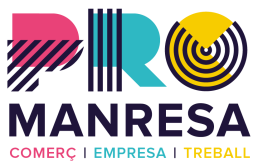 PRO
MANRESA
COMERÇ | EMPRESA | TREBALL